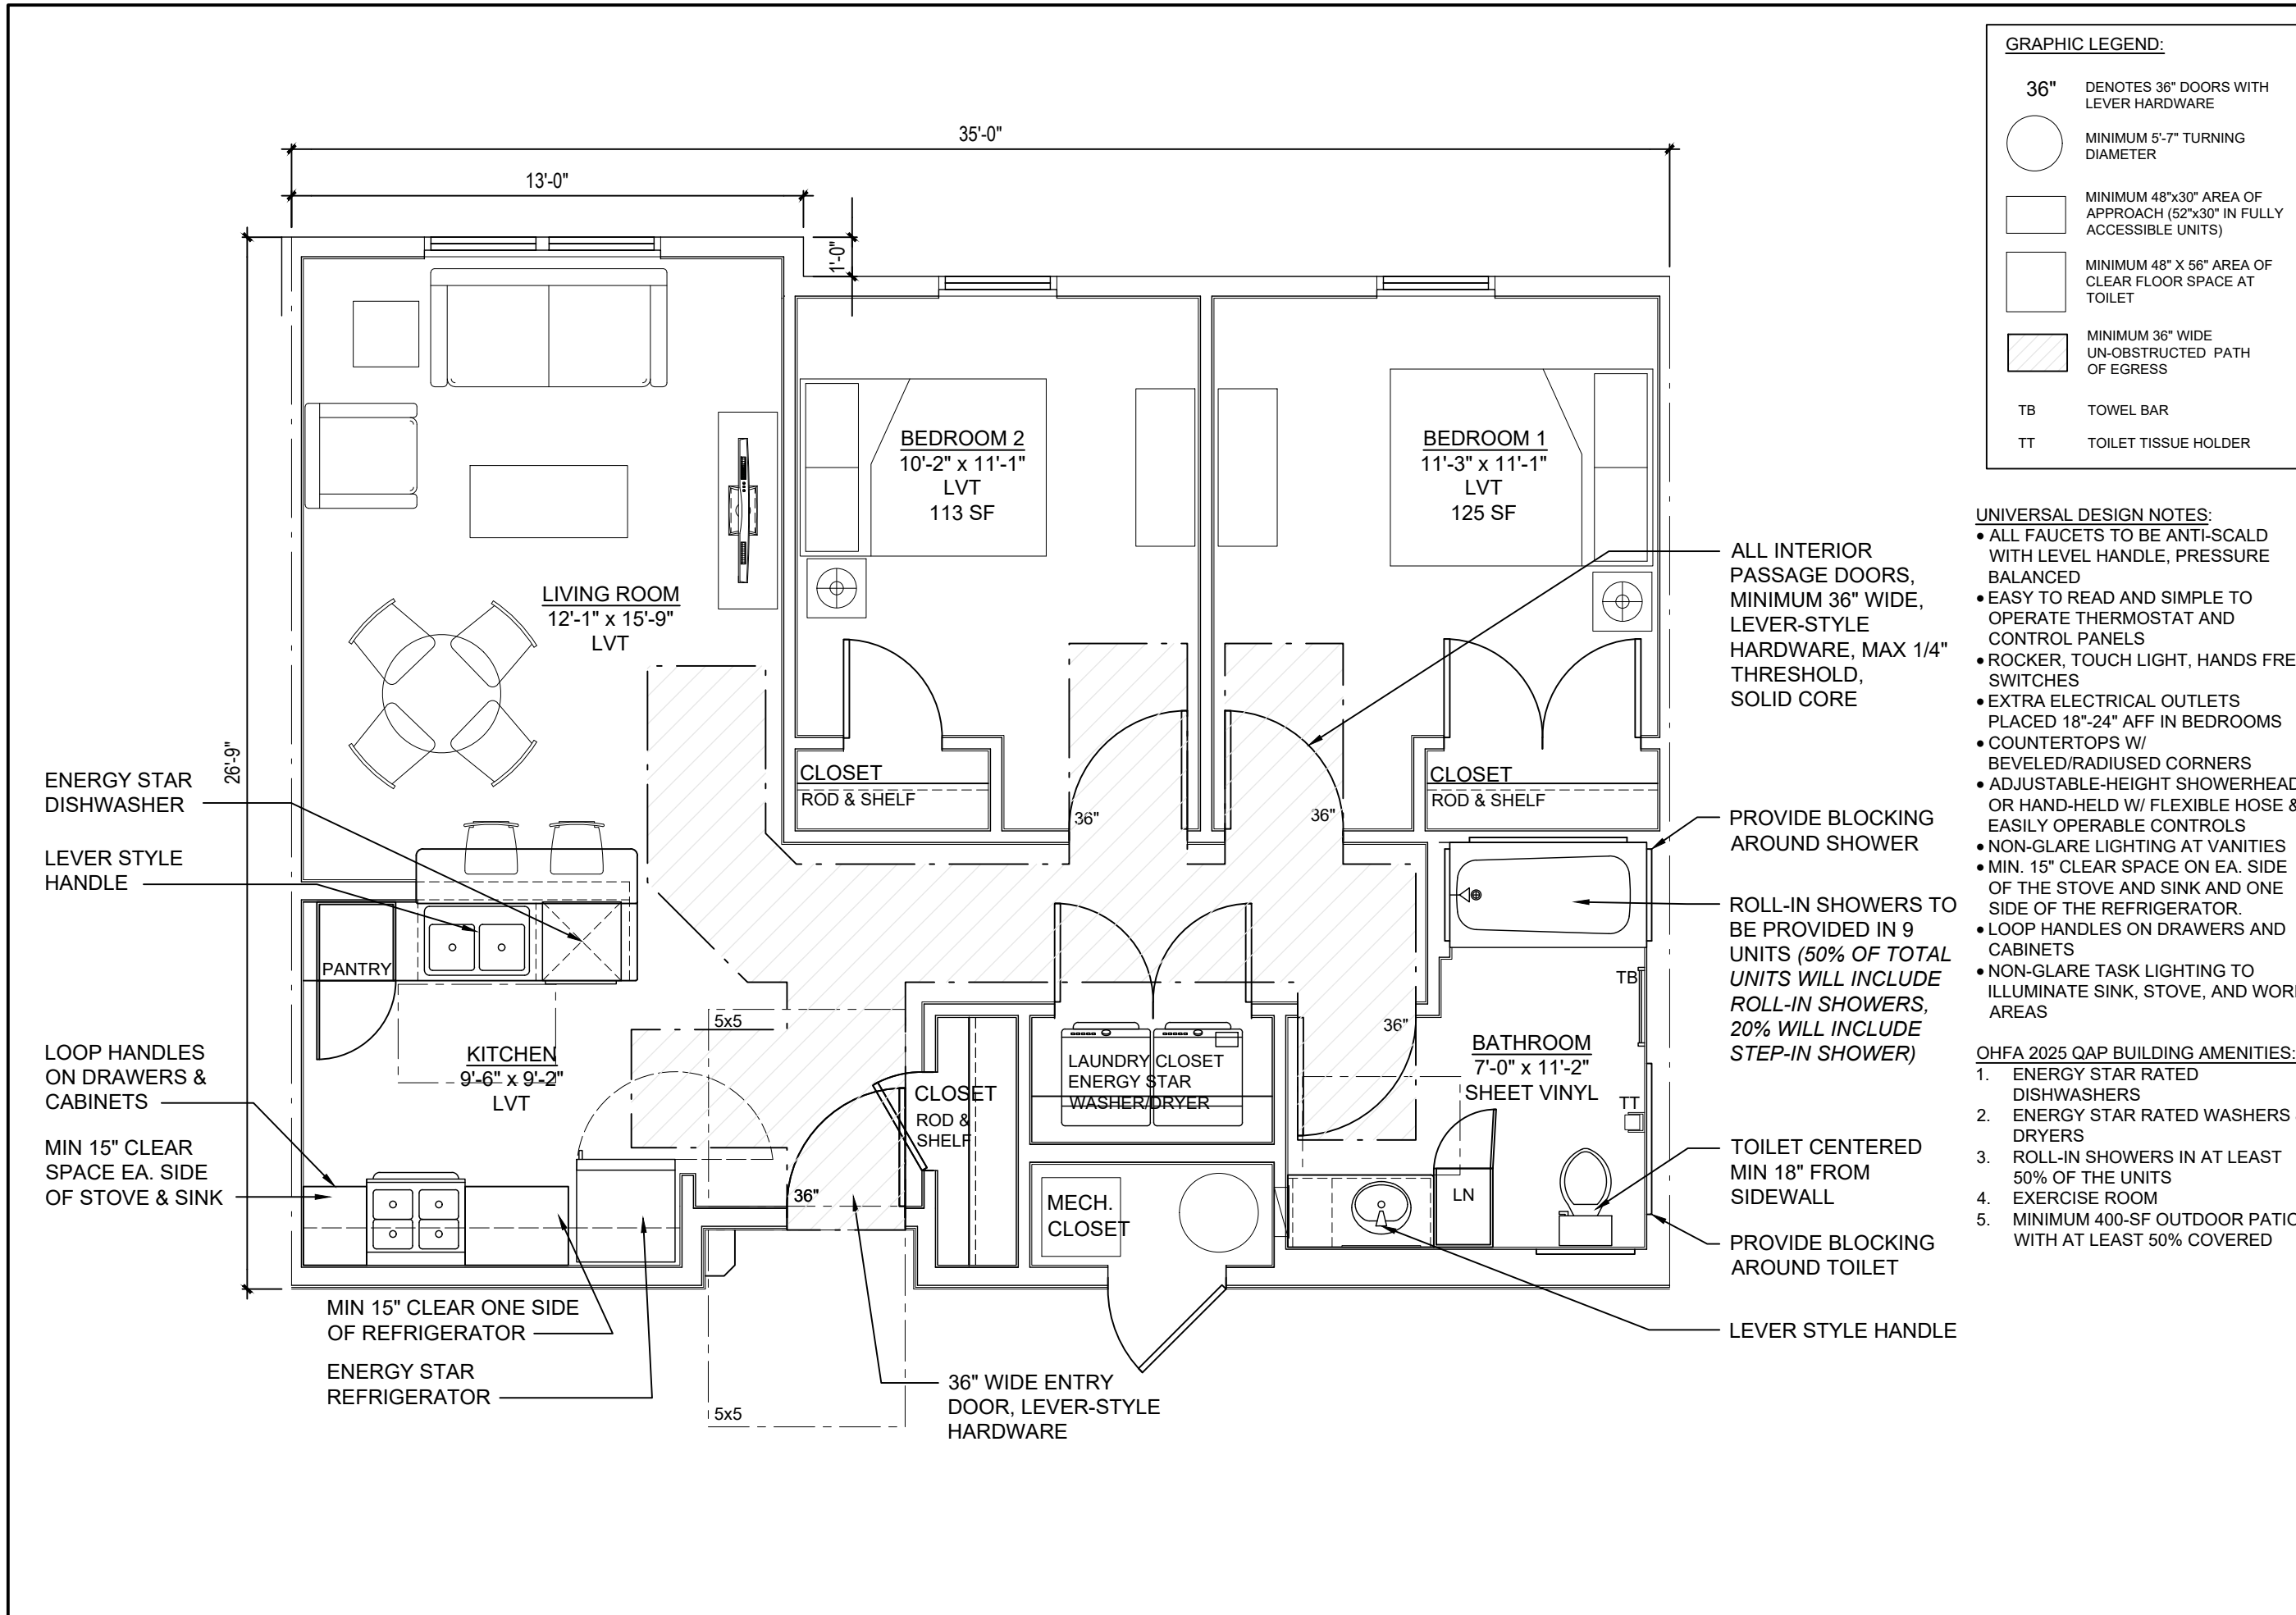 35'-0"
13'-0"
1'-0"
26'-9"
BEDROOM 2
10'-2" x 11'-1"
LVT
113 SF
BEDROOM 1
11'-3" x 11'-1"
LVT
125 SF
LIVING ROOM
12'-1" x 15'-9"
LVT
CLOSET
ROD & SHELF
36"
36"
CLOSET
ROD & SHELF
PANTRY
5x5
KITCHEN
9'-6" x 9'-2"
LVT
36"
CLOSET
ROD &
SHELF
LAUNDRY CLOSET
ENERGY STAR
WASHER/DRYER
36"
BATHROOM
7'-0" x 11'-2"
SHEET VINYL
TB
TT
LN
MECH.
CLOSET
5x5
ENERGY STAR
DISHWASHER
LEVER STYLE
HANDLE
LOOP HANDLES
ON DRAWERS &
CABINETS
MIN 15" CLEAR
SPACE EA. SIDE
OF STOVE & SINK
MIN 15" CLEAR ONE SIDE
OF REFRIGERATOR
ENERGY STAR
REFRIGERATOR
36" WIDE ENTRY
DOOR, LEVER-STYLE
HARDWARE
ALL INTERIOR
PASSAGE DOORS,
MINIMUM 36" WIDE,
LEVER-STYLE
HARDWARE, MAX 1/4"
THRESHOLD,
SOLID CORE
PROVIDE BLOCKING
AROUND SHOWER
ROLL-IN SHOWERS TO
BE PROVIDED IN 9
UNITS (50% OF TOTAL
UNITS WILL INCLUDE
ROLL-IN SHOWERS,
20% WILL INCLUDE
STEP-IN SHOWER)
TOILET CENTERED
MIN 18" FROM
SIDEWALL
PROVIDE BLOCKING
AROUND TOILET
LEVER STYLE HANDLE
GRAPHIC LEGEND:
36" DENOTES 36" DOORS WITH
LEVER HARDWARE
MINIMUM 5'-7" TURNING
DIAMETER
MINIMUM 48"x30" AREA OF
APPROACH (52"x30" IN FULLY
ACCESSIBLE UNITS)
MINIMUM 48" X 56" AREA OF
CLEAR FLOOR SPACE AT
TOILET
MINIMUM 36" WIDE
UN-OBSTRUCTED PATH
OF EGRESS
TB TOWEL BAR
TT TOILET TISSUE HOLDER
UNIVERSAL DESIGN NOTES:
• ALL FAUCETS TO BE ANTI-SCALD
WITH LEVEL HANDLE, PRESSURE
BALANCED
• EASY TO READ AND SIMPLE TO
OPERATE THERMOSTAT AND
CONTROL PANELS
• ROCKER, TOUCH LIGHT, HANDS FRE
SWITCHES
• EXTRA ELECTRICAL OUTLETS
PLACED 18"-24" AFF IN BEDROOMS
• COUNTERTOPS W/
BEVELED/RADIUSED CORNERS
• ADJUSTABLE-HEIGHT SHOWERHEAD
OR HAND-HELD W/ FLEXIBLE HOSE &
EASILY OPERABLE CONTROLS
• NON-GLARE LIGHTING AT VANITIES
• MIN. 15" CLEAR SPACE ON EA. SIDE
OF THE STOVE AND SINK AND ONE
SIDE OF THE REFRIGERATOR.
• LOOP HANDLES ON DRAWERS AND
CABINETS
• NON-GLARE TASK LIGHTING TO
ILLUMINATE SINK, STOVE, AND WOR
AREAS
OHFA 2025 QAP BUILDING AMENITIES:
1. ENERGY STAR RATED
DISHWASHERS
2. ENERGY STAR RATED WASHERS
DRYERS
3. ROLL-IN SHOWERS IN AT LEAST
50% OF THE UNITS
4. EXERCISE ROOM
5. MINIMUM 400-SF OUTDOOR PATIO
WITH AT LEAST 50% COVERED